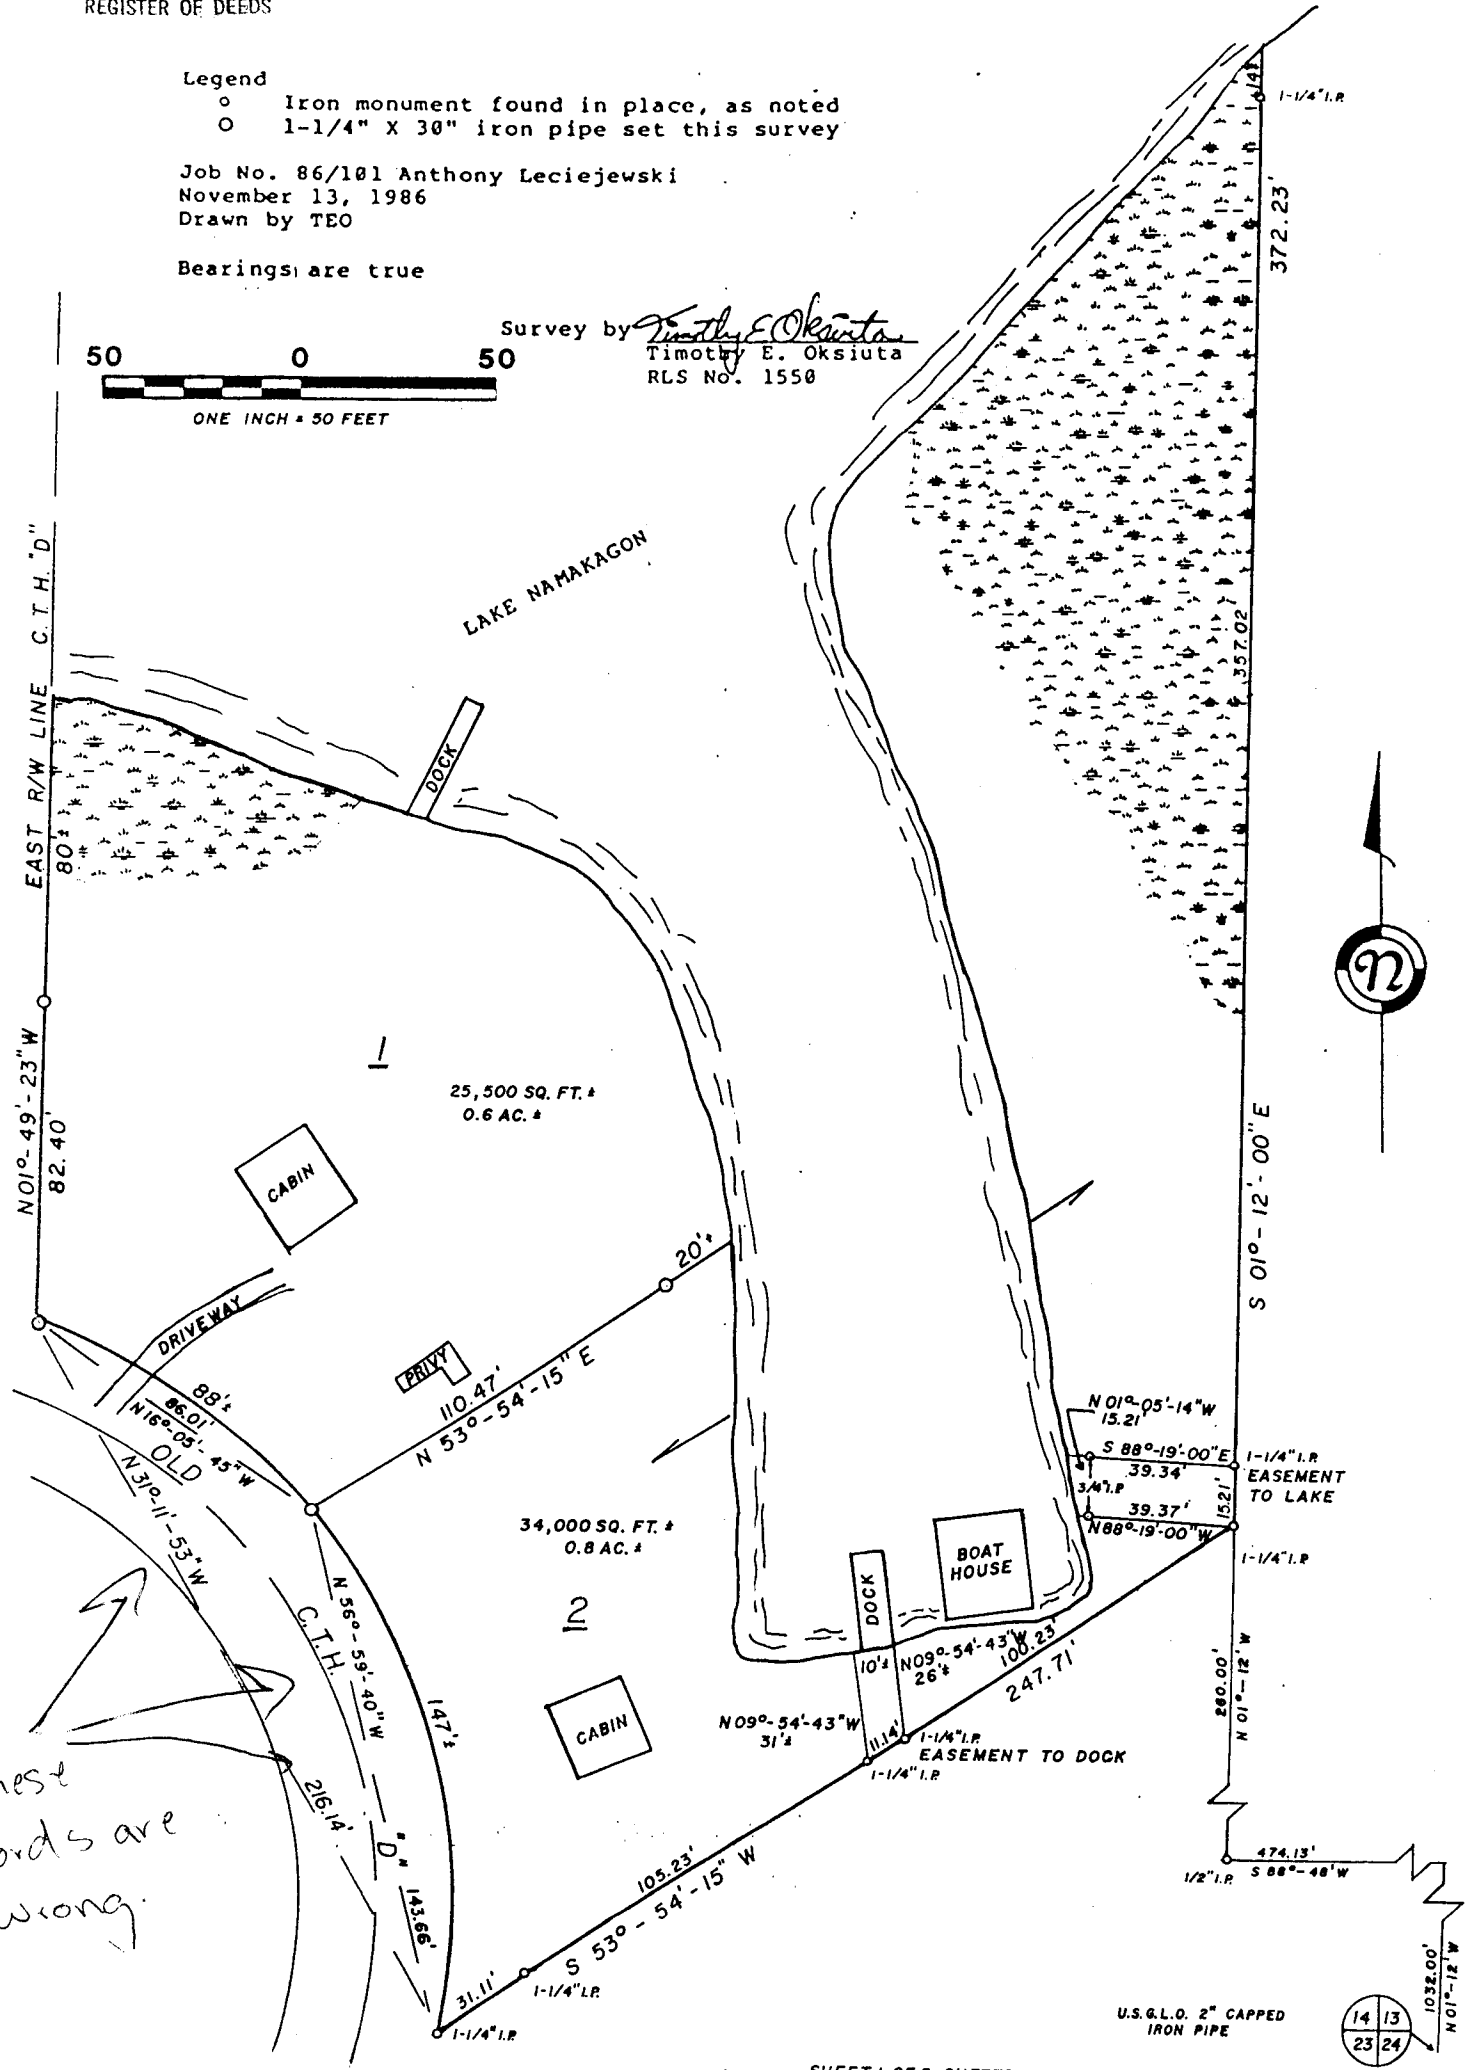 REGISTER OF DEEDS
Legend
Iron monument found in place, as noted
1-1/4" X 30" iron pipe set this survey
Job No. 86/101 Anthony Leciejewski
November 13, 1986
Drawn by TEO
Bearings are true
Survey by Timothy E Oksiuta
Timothy E. Oksiuta
RLS No. 1550
50 0 50
ONE INCH = 50 FEET
14'±
1-1/4" I.P.
372.23'
LAKE NAMAKAGON
EAST R/W LINE C.T.H. "D"
80'±
DOCK
357.02'
N
N01°-49'-23"W
82.40'
1
25,500 SQ. FT. ±
0.6 AC. ±
CABIN
S 01°-12'-00" E
20'±
DRIVEWAY
PRIVY
110.47'
N 53°-54'-15" E
88'±
86.01'
N16°-05'-45"W
OLD
N 31°-11'-53" W
N 01°-05'-14"W
15.21'
S 88°-19'-00"E
39.34'
1-1/4" I.P.
EASEMENT
TO LAKE
3/4" I.P.
15.21'
39.37'
N88°-19'-00"W
1-1/4" I.P.
34,000 SQ. FT. ±
0.8 AC. ±
2
BOAT
HOUSE
DOCK
N 56°-59'-40" W
C.T.H.
"D"
147'±
10'±
N09°-54'-43"W
26'±
100.23'
247.71'
260.00'
N 01°-12' W
CABIN
N 09°-54'-43"W
31'±
11.14'
1-1/4" I.P.
EASEMENT TO DOCK
1-1/4" I.P.
216.14'
143.66'
105.23'
S 53°-54'-15" W
31.11'
1-1/4" I.P.
1-1/4" I.P.
are
wrong.
474.13'
S 88°-48' W
1/2" I.P.
1032.00'
N 01°-12' W
U.S.G.L.O. 2" CAPPED
IRON PIPE
14 13
23 24